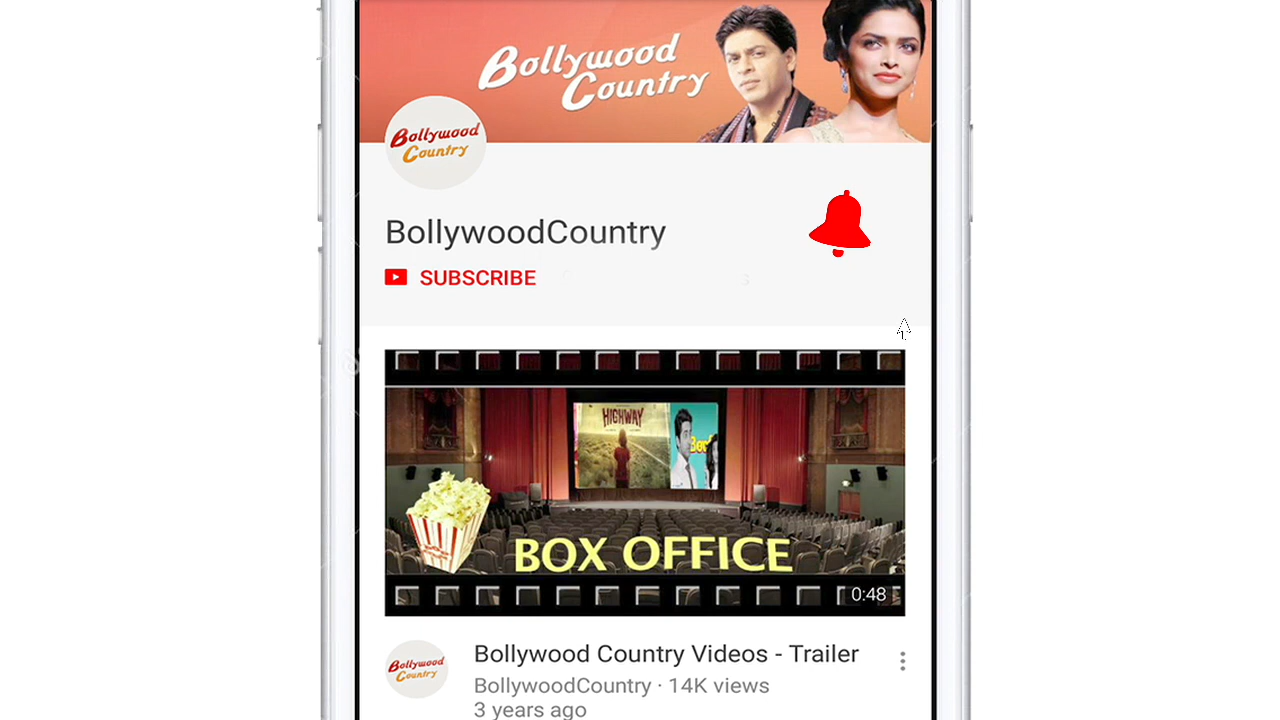 Bollywood
Country
Bollywood
Country
BollywoodCountry
SUBSCRIBE
HIGHWAY
BOX OFFICE
0:48
Bollywood
Country
Bollywood Country Videos - Trailer
BollywoodCountry · 14K views
3 years ago